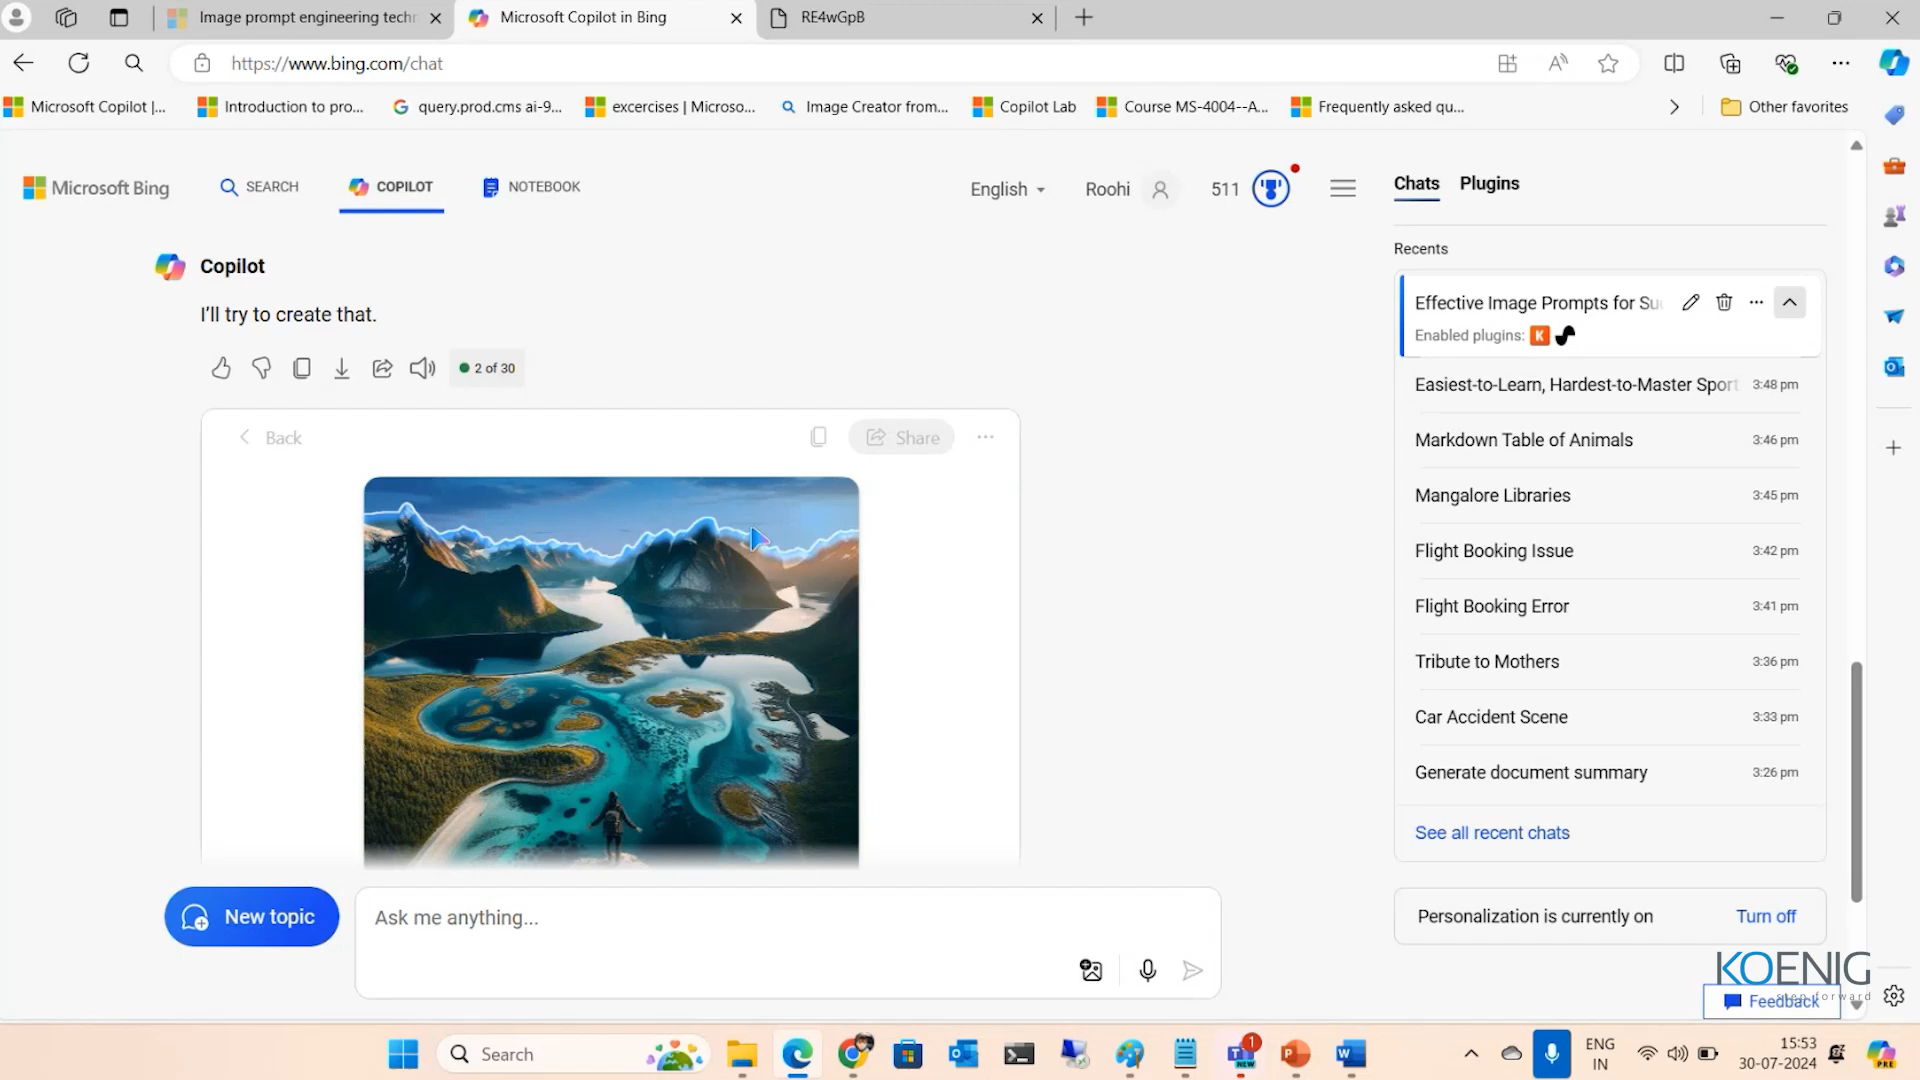 Image prompt engineering techn
Microsoft Copilot in Bing
RE4wGpB
https://www.bing.com/chat
Microsoft Copilot |...
Introduction to pro...
query.prod.cms ai-9...
excercises | Microso...
Image Creator from...
Copilot Lab
Course MS-4004--A...
Frequently asked qu...
Other favorites
Microsoft Bing
SEARCH
COPILOT
NOTEBOOK
English
Roohi
511
Chats
Plugins
Copilot
I'll try to create that.
2 of 30
Back
Share
Recents
Effective Image Prompts for Su
Enabled plugins: K
Easiest-to-Learn, Hardest-to-Master Sport
3:48 pm
Markdown Table of Animals
3:46 pm
Mangalore Libraries
3:45 pm
Flight Booking Issue
3:42 pm
Flight Booking Error
3:41 pm
Tribute to Mothers
3:36 pm
Car Accident Scene
3:33 pm
Generate document summary
3:26 pm
See all recent chats
New topic
Ask me anything...
Personalization is currently on
Turn off
KOENIG
step forward
Feedback
Search
1
NEW
ENG
IN
15:53
30-07-2024
PRE